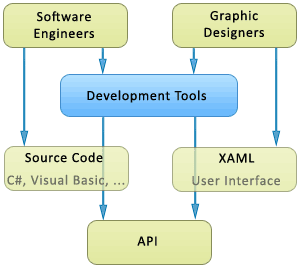 Software
Engineers
Graphic
Designers
Development Tools
Source Code
C#, Visual Basic, ...
XAML
User Interface
API